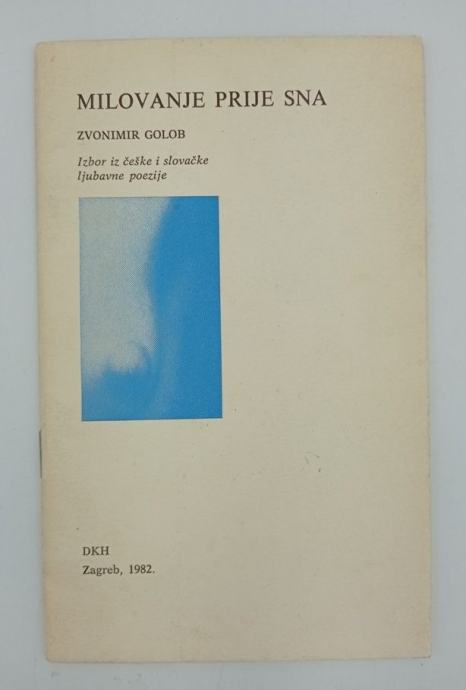 MILOVANJE PRIJE SNA
ZVONIMIR GOLOB
Izbor iz češke i slovačke
ljubavne poezije
DKH
Zagreb, 1982.